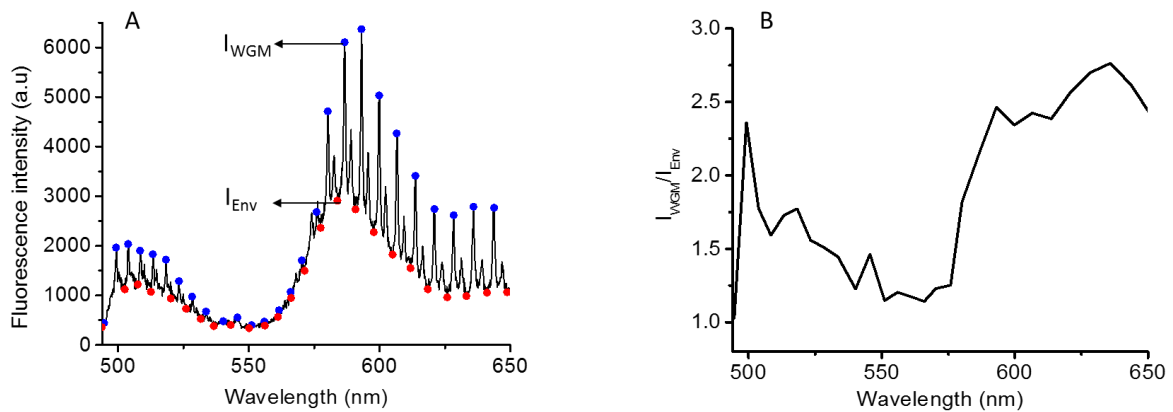 A
I_WGM
I_Env
Fluorescence intensity (a.u)
6000
5000
4000
3000
2000
1000
0
500
550
600
650
Wavelength (nm)
B
I_WGM/I_Env
3.0
2.5
2.0
1.5
1.0
500
550
600
650
Wavelength (nm)